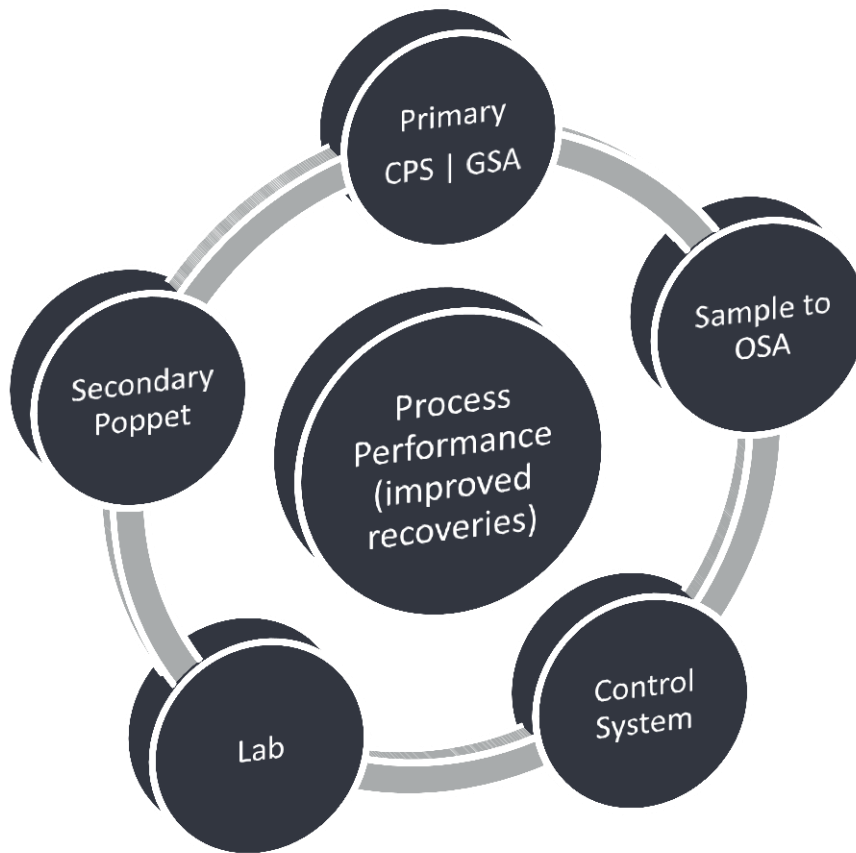 Primary
CPS | GSA
Sample to
OSA
Secondary
Poppet
Process
Performance
(improved
recoveries)
Control
System
Lab